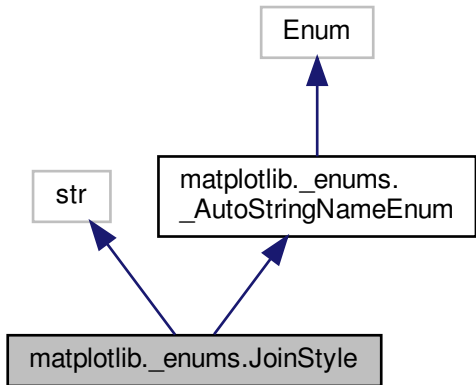 Enum
str
matplotlib._enums.
_AutoStringNameEnum
matplotlib._enums.JoinStyle